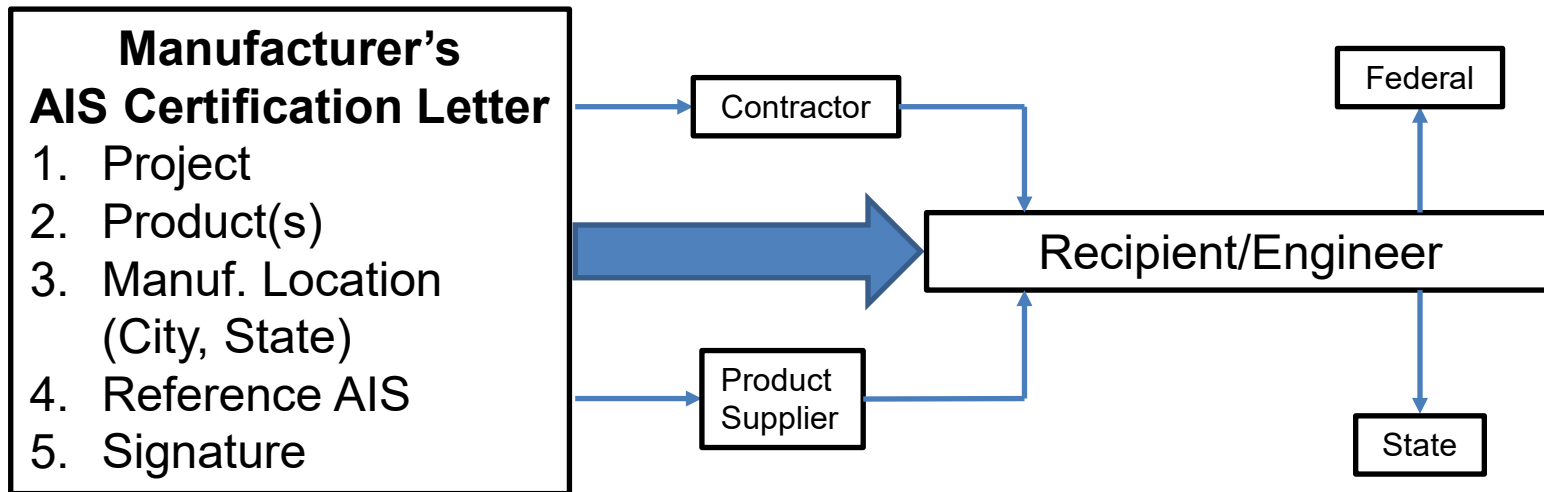 Manufacturer’s
AIS Certification Letter
1. Project
2. Product(s)
3. Manuf. Location
(City, State)
4. Reference AIS
5. Signature
Contractor
Product
Supplier
Recipient/Engineer
Federal
State